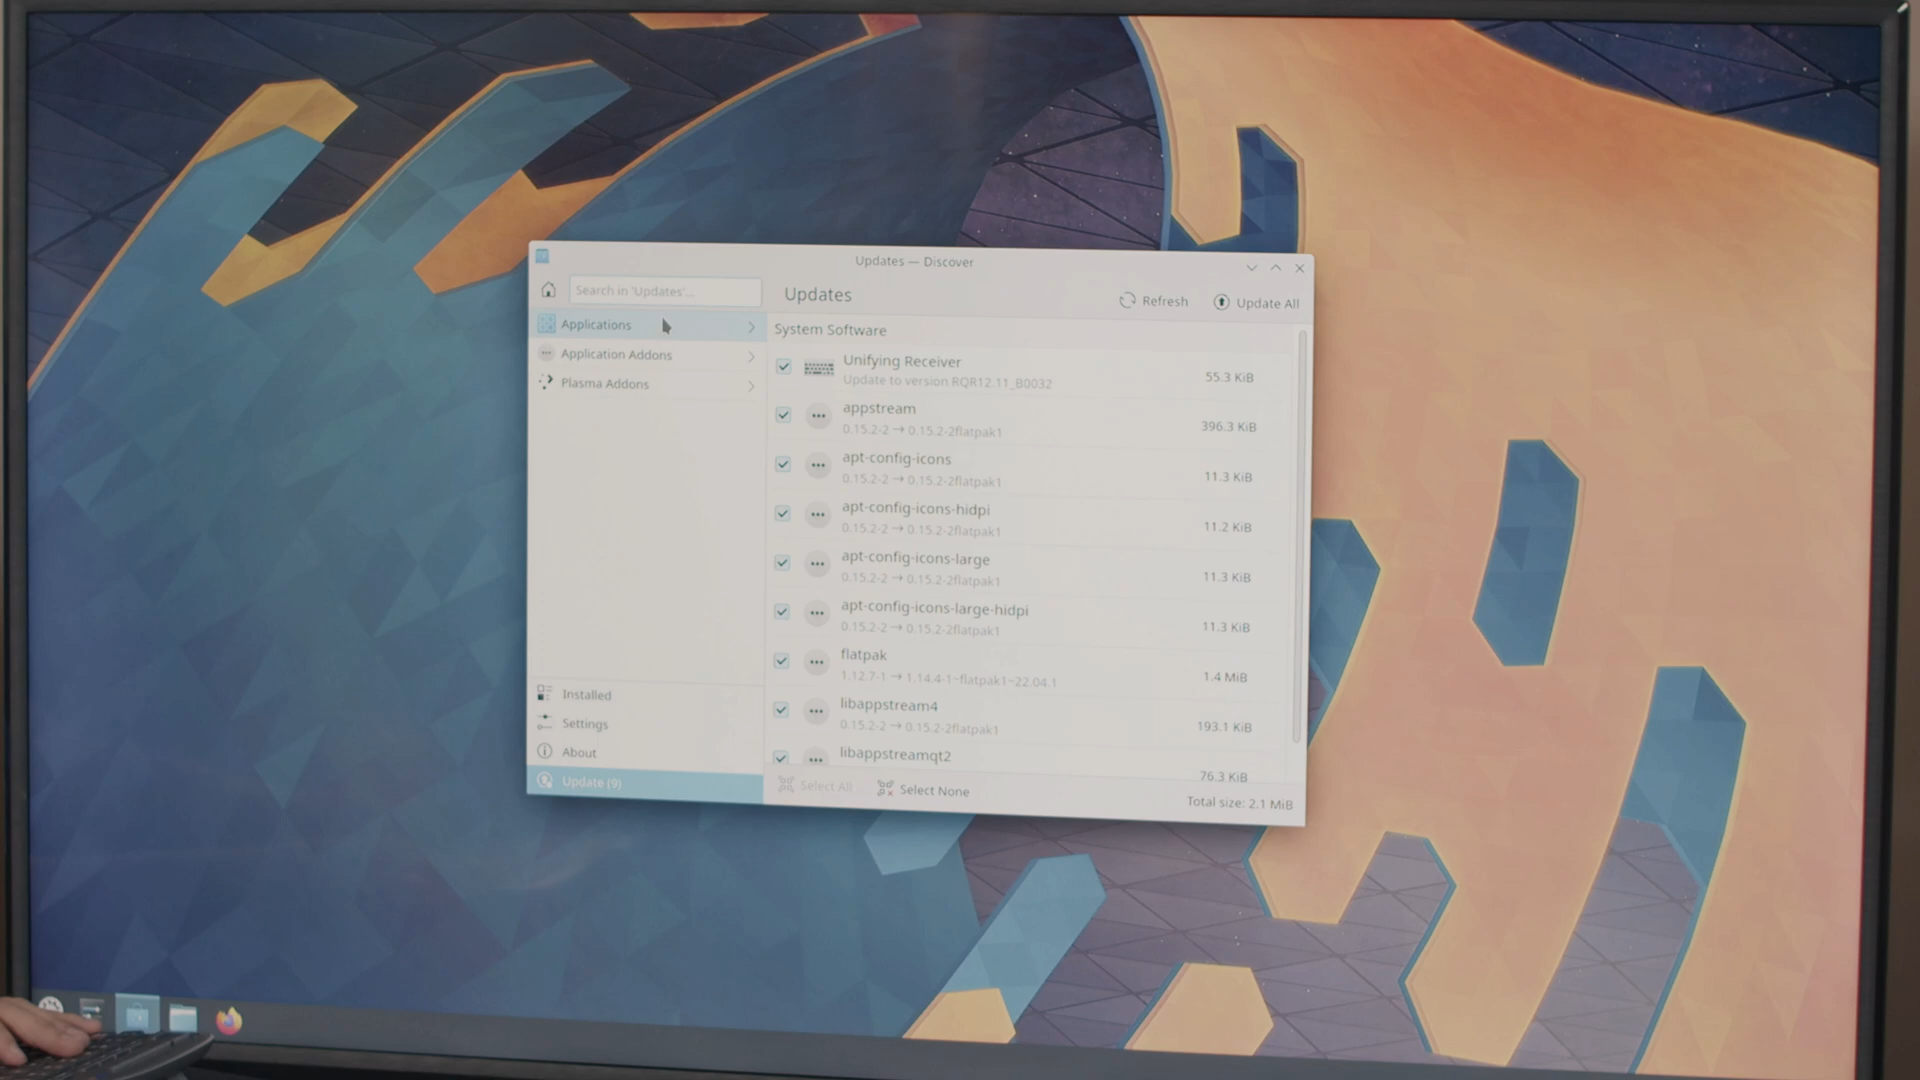 Updates — Discover
Search in 'Updates'...
Updates
Refresh
Update All
Applications
Application Addons
Plasma Addons
Installed
Settings
About
Update (9)
System Software
Unifying Receiver
Update to version RQR12.11_B0032
55.3 KiB
appstream
0.15.2-2 → 0.15.2-2flatpak1
396.3 KiB
apt-config-icons
0.15.2-2 → 0.15.2-2flatpak1
11.3 KiB
apt-config-icons-hidpi
0.15.2-2 → 0.15.2-2flatpak1
11.2 KiB
apt-config-icons-large
0.15.2-2 → 0.15.2-2flatpak1
11.3 KiB
apt-config-icons-large-hidpi
0.15.2-2 → 0.15.2-2flatpak1
11.3 KiB
flatpak
1.12.7-1 → 1.14.4-1~flatpak1~22.04.1
1.4 MiB
libappstream4
0.15.2-2 → 0.15.2-2flatpak1
193.1 KiB
libappstreamqt2
76.3 KiB
Select All
Select None
Total size: 2.1 MiB